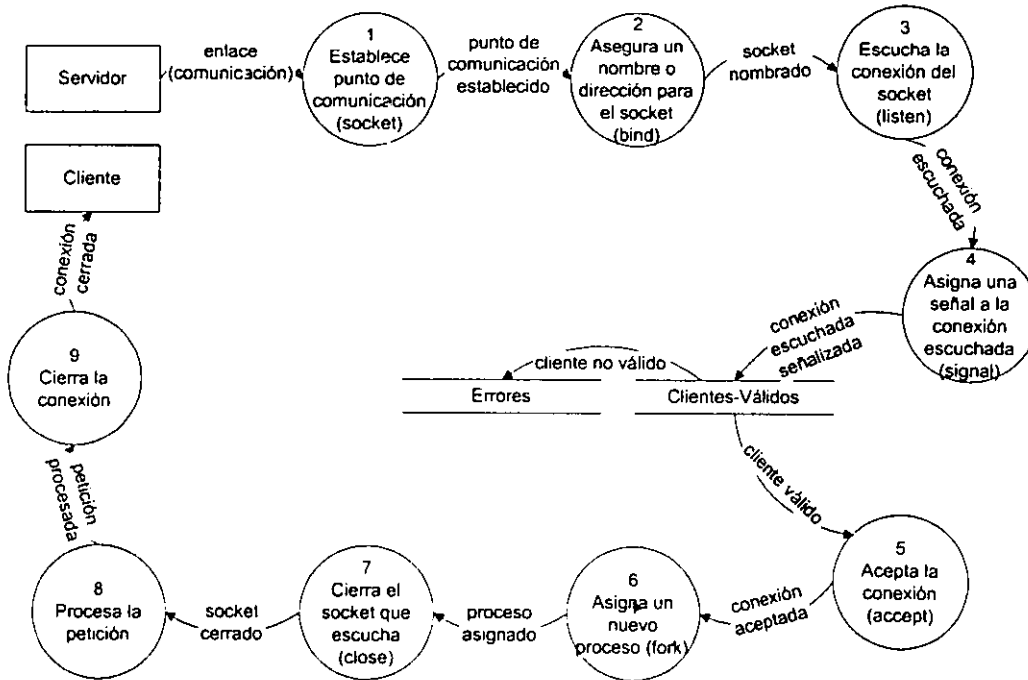 Servidor
enlace
(comunicación)
1
Establece
punto de
comunicación
(socket)
punto de
comunicación
establecido
2
Asegura un
nombre o
dirección para
el socket
(bind)
socket
nombrado
3
Escucha la
conexión del
socket
(listen)
conexión
escuchada
4
Asigna una
señal a la
conexión
escuchada
(signal)
conexión
escuchada
señalizada
cliente no válido
Errores
Clientes-Válidos
cliente válido
5
Acepta la
conexión
(accept)
conexión
aceptada
6
Asigna un
nuevo
proceso (fork)
proceso
asignado
7
Cierra el
socket que
escucha
(close)
socket
cerrado
8
Procesa la
petición
petición
procesada
9
Cierra la
conexión
conexión
cerrada
Cliente